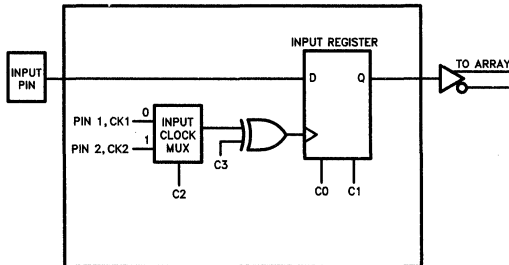 INPUT REGISTER
TO ARRAY
INPUT
PIN
D
Q
PIN 1, CK1
0
INPUT
CLOCK
MUX
PIN 2, CK2
1
C3
C2
C0
C1